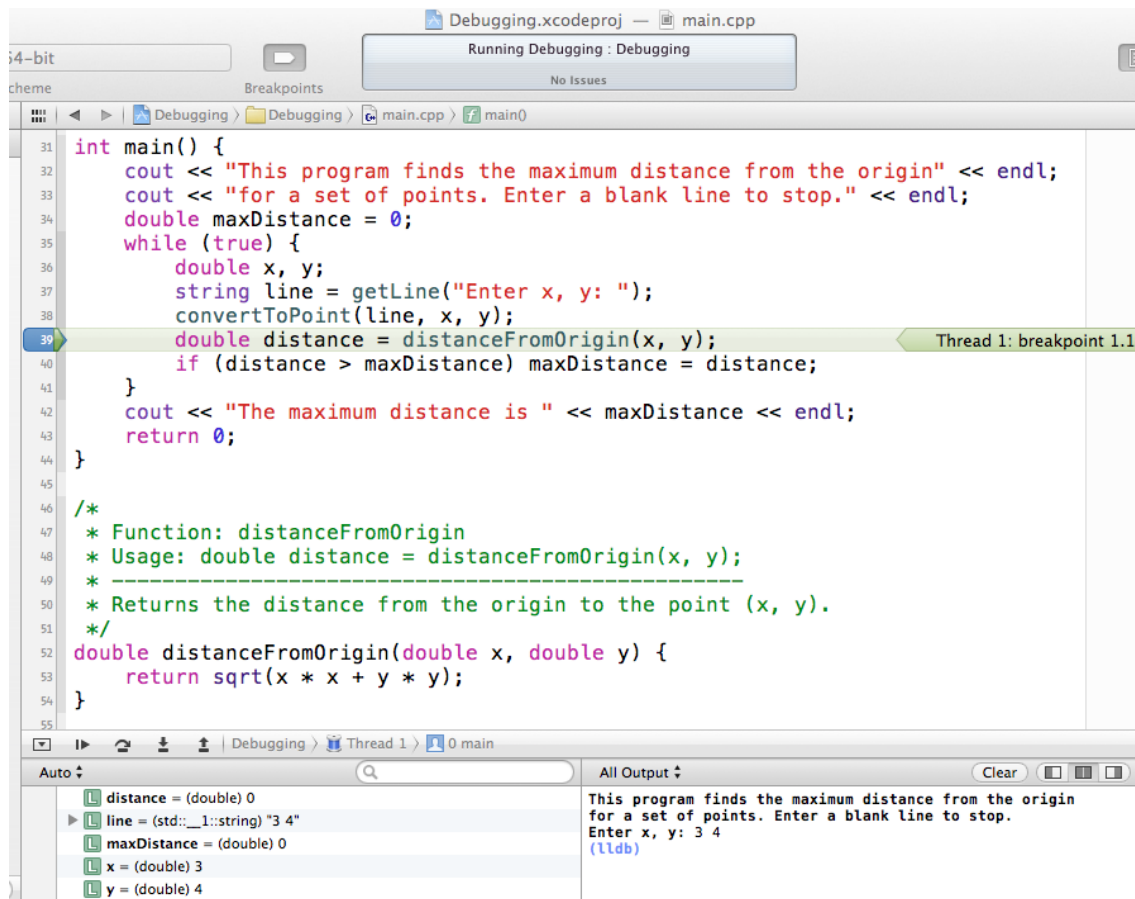 Debugging.xcodeproj — main.cpp
64-bit
Running Debugging : Debugging
No Issues
cheme
Breakpoints
Debugging Debugging main.cpp main()
31 int main() {
32 cout << "This program finds the maximum distance from the origin" << endl;
33 cout << "for a set of points. Enter a blank line to stop." << endl;
34 double maxDistance = 0;
35 while (true) {
36 double x, y;
37 string line = getLine("Enter x, y: ");
38 convertToPoint(line, x, y);
39 double distance = distanceFromOrigin(x, y); Thread 1: breakpoint 1.1
40 if (distance > maxDistance) maxDistance = distance;
41 }
42 cout << "The maximum distance is " << maxDistance << endl;
43 return 0;
44 }
45
46 /*
47 * Function: distanceFromOrigin
48 * Usage: double distance = distanceFromOrigin(x, y);
49 * --------------------------------------------------
50 * Returns the distance from the origin to the point (x, y).
51 */
52 double distanceFromOrigin(double x, double y) {
53 return sqrt(x * x + y * y);
54 }
55
Debugging Thread 1 0 main
Auto
All Output Clear
L distance = (double) 0
L line = (std::__1::string) "3 4"
L maxDistance = (double) 0
L x = (double) 3
L y = (double) 4
This program finds the maximum distance from the origin
for a set of points. Enter a blank line to stop.
Enter x, y: 3 4
(lldb)